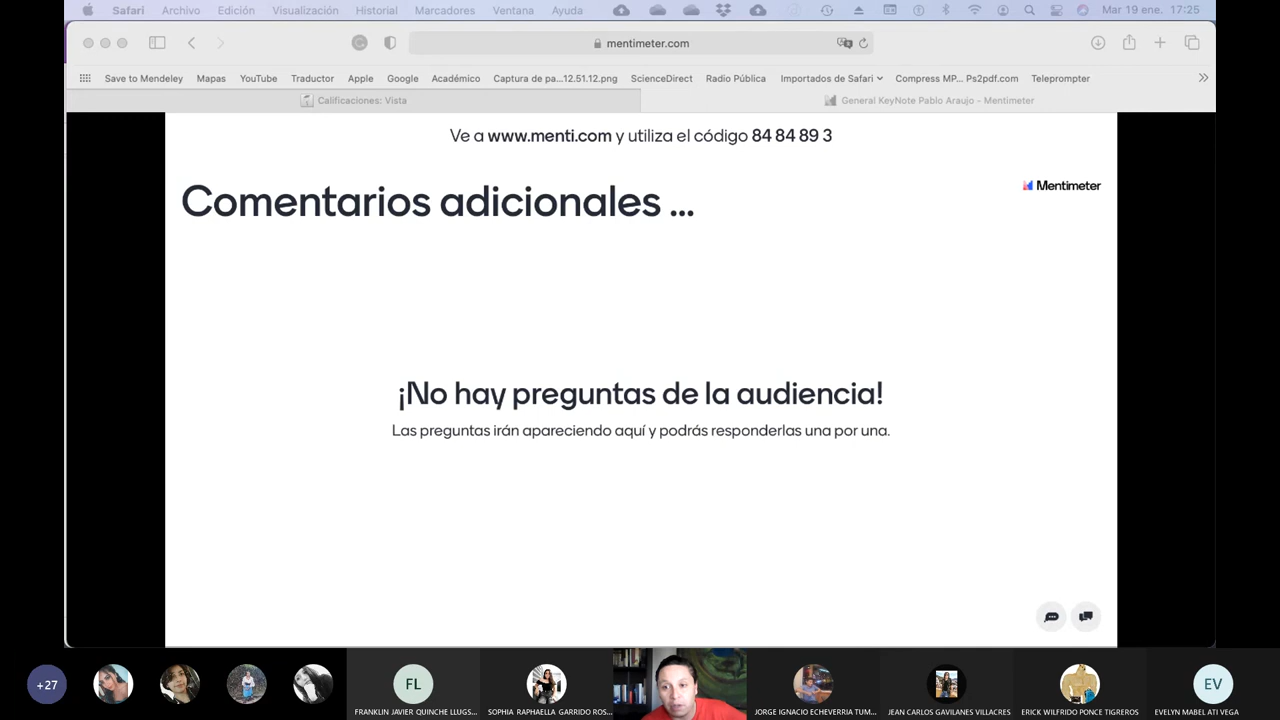 Safari Archivo Edición Visualización Historial Marcadores Ventana Ayuda Mar 19 ene. 17:25
mentimeter.com
Save to Mendeley Mapas YouTube Traductor Apple Google Académico Captura de pa...12.51.12.png ScienceDirect Radio Pública Importados de Safari Compress MP... Ps2pdf.com Teleprompter
Calificaciones: Vista General KeyNote Pablo Araujo - Mentimeter
Ve a www.menti.com y utiliza el código 84 84 89 3
Mentimeter
Comentarios adicionales ...
¡No hay preguntas de la audiencia!
Las preguntas irán apareciendo aquí y podrás responderlas una por una.
+27 FL EV
FRANKLIN JAVIER QUINCHE LLUGS... SOPHIA RAPHAELLA GARRIDO ROS... JORGE IGNACIO ECHEVERRIA TUM... JEAN CARLOS GAVILANES VILLACRES ERICK WILFRIDO PONCE TIGREROS EVELYN MABEL ATI VEGA